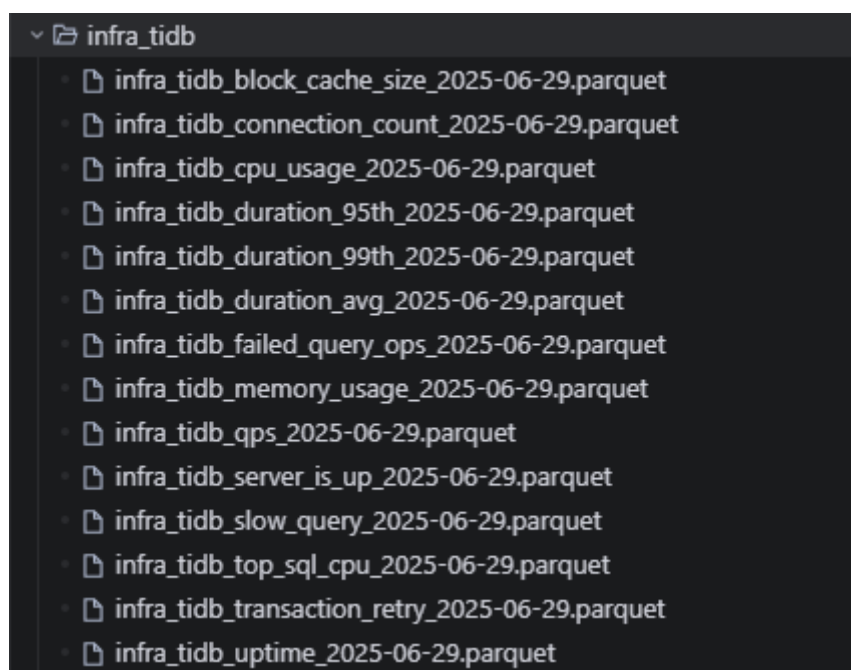 infra_tidb
infra_tidb_block_cache_size_2025-06-29.parquet
infra_tidb_connection_count_2025-06-29.parquet
infra_tidb_cpu_usage_2025-06-29.parquet
infra_tidb_duration_95th_2025-06-29.parquet
infra_tidb_duration_99th_2025-06-29.parquet
infra_tidb_duration_avg_2025-06-29.parquet
infra_tidb_failed_query_ops_2025-06-29.parquet
infra_tidb_memory_usage_2025-06-29.parquet
infra_tidb_qps_2025-06-29.parquet
infra_tidb_server_is_up_2025-06-29.parquet
infra_tidb_slow_query_2025-06-29.parquet
infra_tidb_top_sql_cpu_2025-06-29.parquet
infra_tidb_transaction_retry_2025-06-29.parquet
infra_tidb_uptime_2025-06-29.parquet